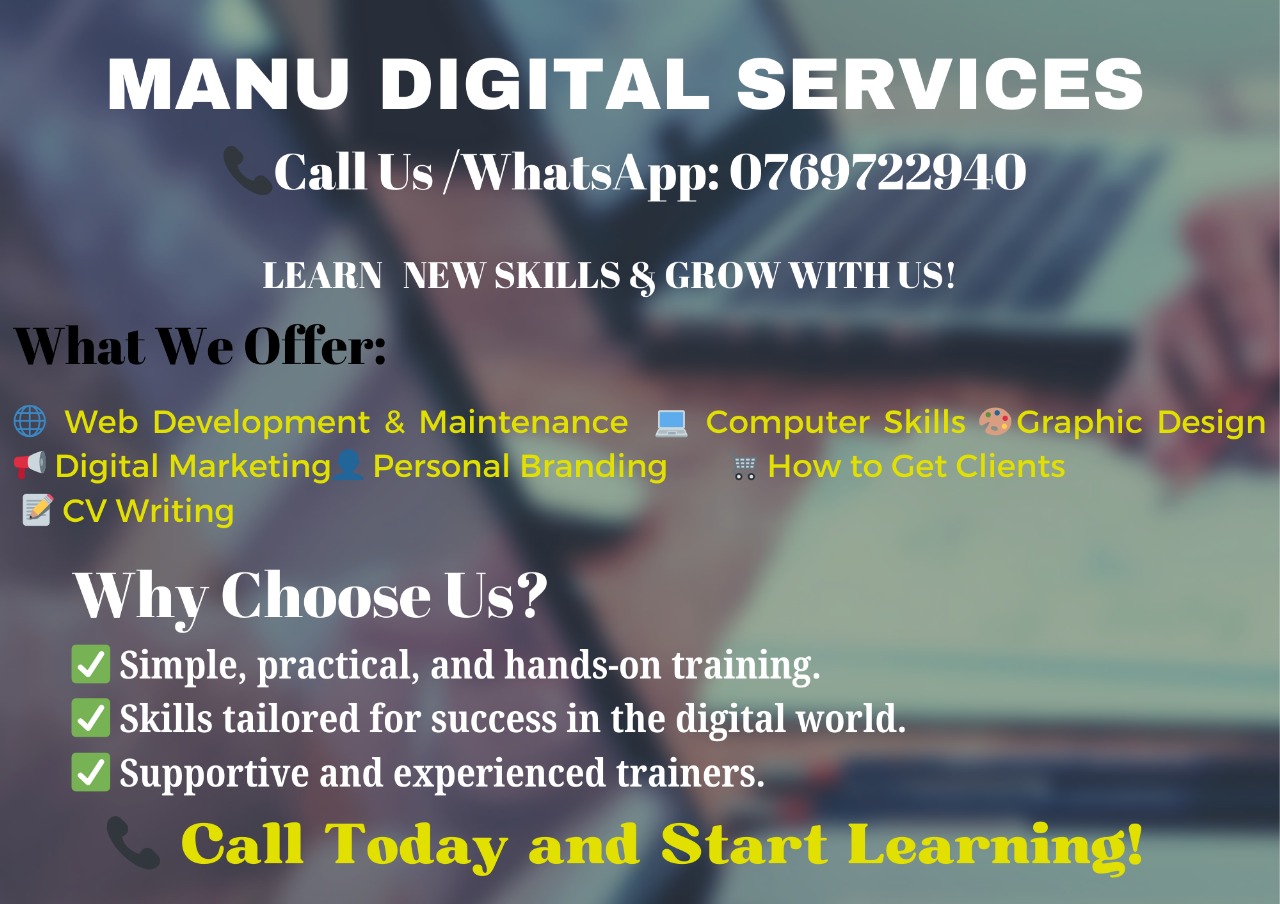 MANU DIGITAL SERVICES
📞Call Us /WhatsApp: 0769722940
LEARN NEW SKILLS & GROW WITH US!
What We Offer:
🌐 Web Development & Maintenance 💻 Computer Skills 🎨Graphic Design
📢 Digital Marketing👤 Personal Branding 🛒 How to Get Clients
📝 CV Writing
Why Choose Us?
✅ Simple, practical, and hands-on training.
✅ Skills tailored for success in the digital world.
✅ Supportive and experienced trainers.
📞 Call Today and Start Learning!